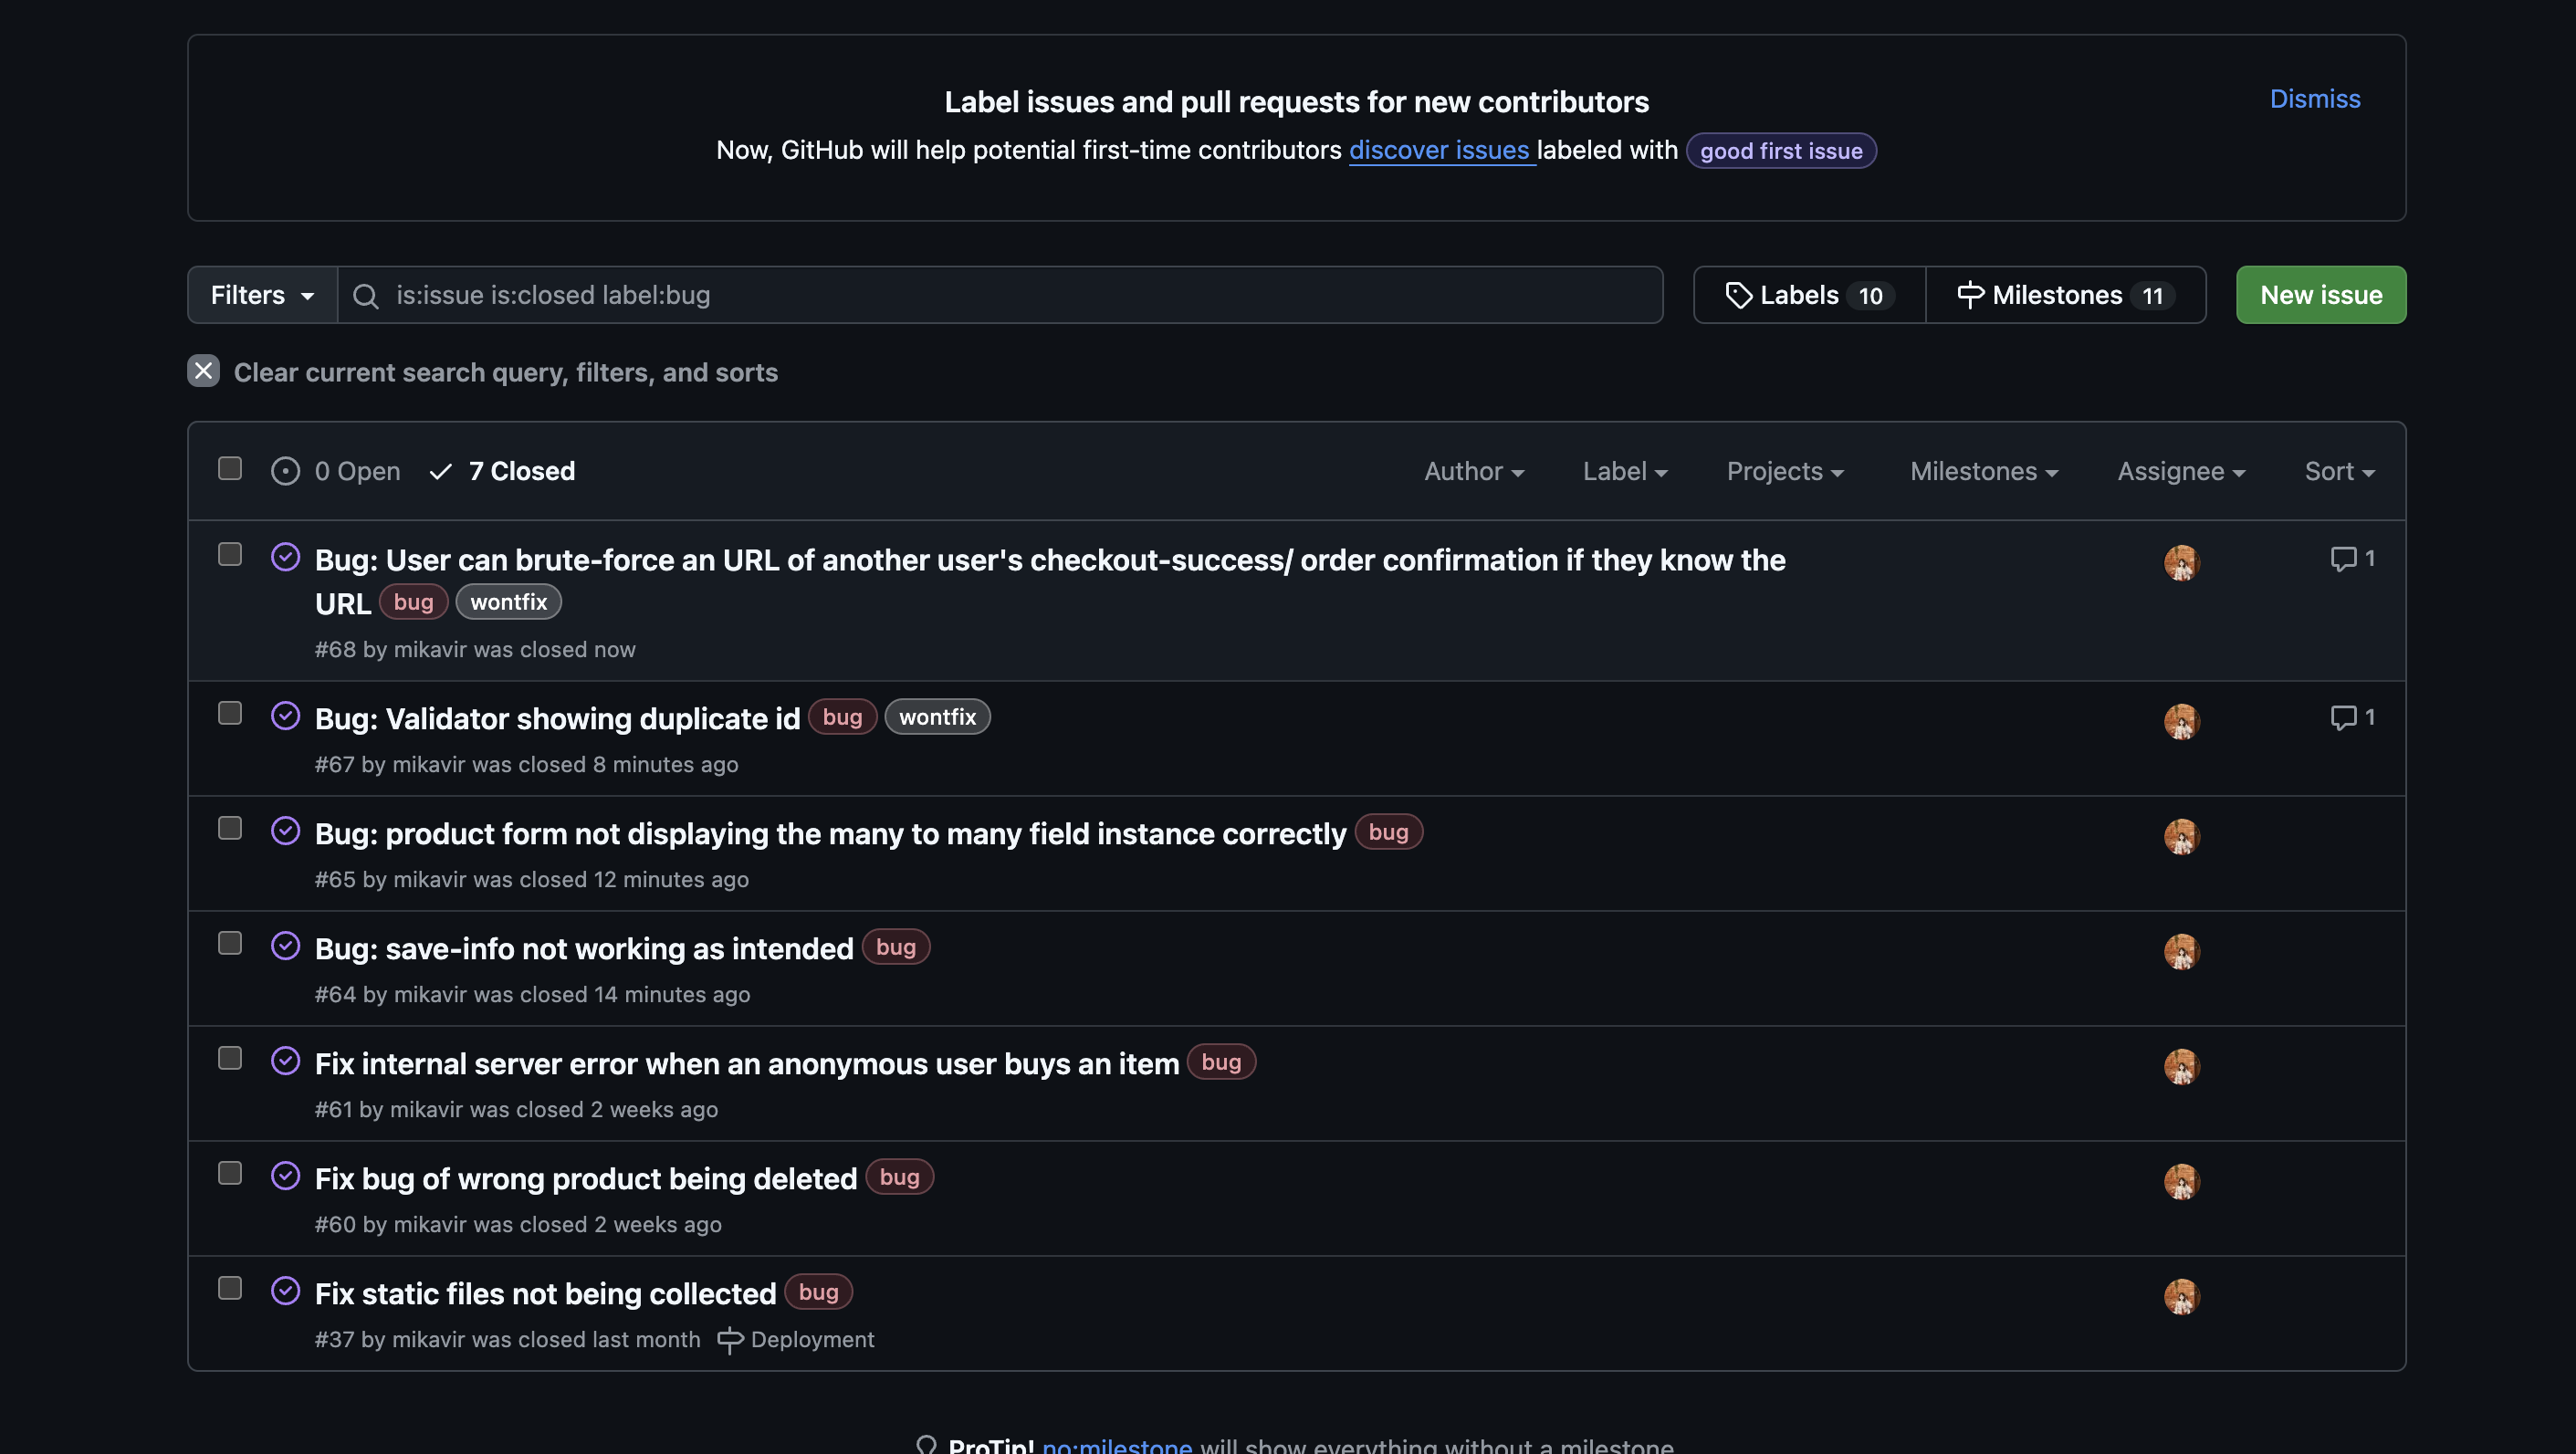 Label issues and pull requests for new contributors
Dismiss
Now, GitHub will help potential first-time contributors discover issues labeled with good first issue
Filters is:issue is:closed label:bug Labels 10 Milestones 11 New issue
Clear current search query, filters, and sorts
0 Open 7 Closed Author Label Projects Milestones Assignee Sort
Bug: User can brute-force an URL of another user's checkout-success/ order confirmation if they know the
URL bug wontfix
1
#68 by mikavir was closed now
Bug: Validator showing duplicate id bug wontfix 1
#67 by mikavir was closed 8 minutes ago
Bug: product form not displaying the many to many field instance correctly bug
#65 by mikavir was closed 12 minutes ago
Bug: save-info not working as intended bug
#64 by mikavir was closed 14 minutes ago
Fix internal server error when an anonymous user buys an item bug
#61 by mikavir was closed 2 weeks ago
Fix bug of wrong product being deleted bug
#60 by mikavir was closed 2 weeks ago
Fix static files not being collected bug
#37 by mikavir was closed last month Deployment
ProTip! no:milestone will show everything without a milestone